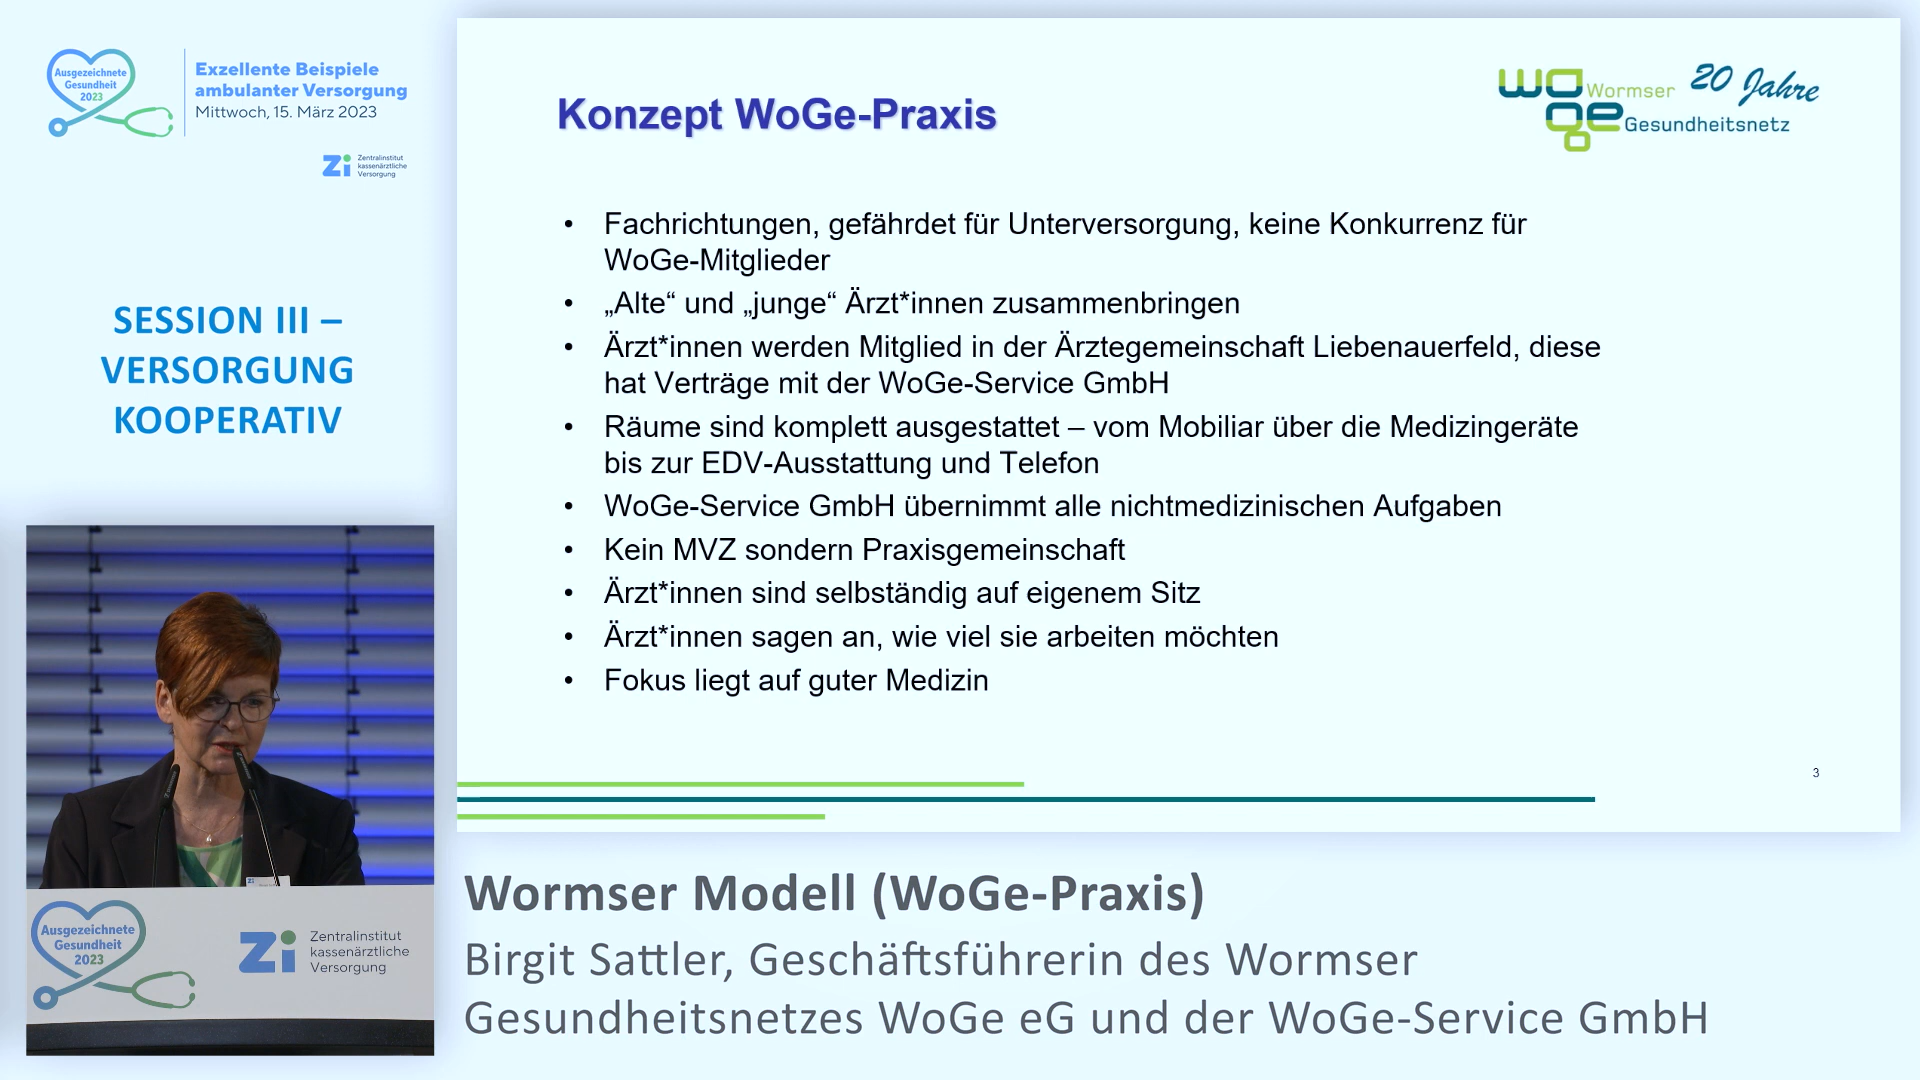 Ausgezeichnete
Gesundheit
2023
Exzellente Beispiele
ambulanter Versorgung
Mittwoch, 15. März 2023
Zi
Zentralinstitut
kassenärztliche
Versorgung
SESSION III –
VERSORGUNG
KOOPERATIV
Konzept WoGe-Praxis
woge
Wormser
Gesundheitsnetz
20 Jahre
• Fachrichtungen, gefährdet für Unterversorgung, keine Konkurrenz für
WoGe-Mitglieder
• „Alte“ und „junge“ Ärzt*innen zusammenbringen
• Ärzt*innen werden Mitglied in der Ärztegemeinschaft Liebenauerfeld, diese
hat Verträge mit der WoGe-Service GmbH
• Räume sind komplett ausgestattet – vom Mobiliar über die Medizingeräte
bis zur EDV-Ausstattung und Telefon
• WoGe-Service GmbH übernimmt alle nichtmedizinischen Aufgaben
• Kein MVZ sondern Praxisgemeinschaft
• Ärzt*innen sind selbständig auf eigenem Sitz
• Ärzt*innen sagen an, wie viel sie arbeiten möchten
• Fokus liegt auf guter Medizin
3
Ausgezeichnete
Gesundheit
2023
Zi
Zentralinstitut
kassenärztliche
Versorgung
Wormser Modell (WoGe-Praxis)
Birgit Sattler, Geschäftsführerin des Wormser
Gesundheitsnetzes WoGe eG und der WoGe-Service GmbH